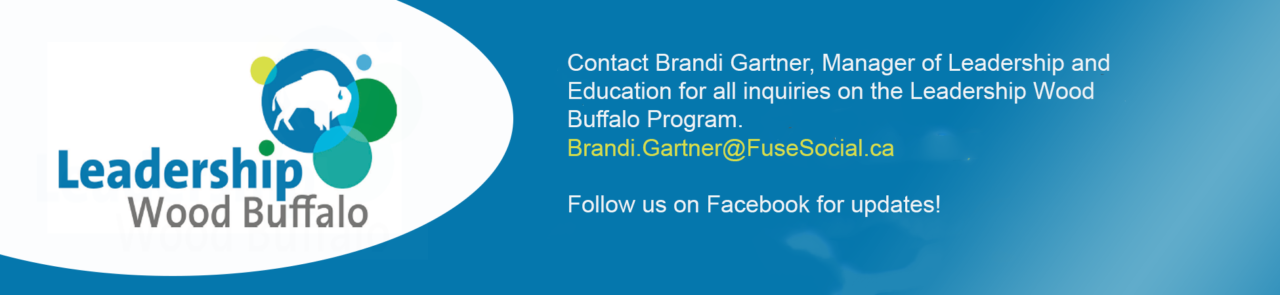 Leadership
Wood Buffalo
Contact Brandi Gartner, Manager of Leadership and
Education for all inquiries on the Leadership Wood
Buffalo Program.
Brandi.Gartner@FuseSocial.ca
Follow us on Facebook for updates!